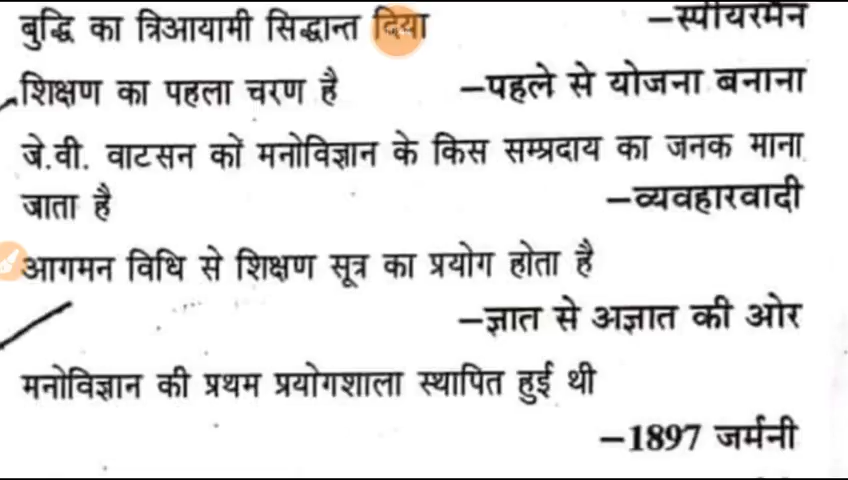 बुद्धि का त्रिआयामी सिद्धान्त दिया –स्पीयरमैन
शिक्षण का पहला चरण है –पहले से योजना बनाना
जे.वी. वाटसन को मनोविज्ञान के किस सम्प्रदाय का जनक माना
जाता है –व्यवहारवादी
आगमन विधि से शिक्षण सूत्र का प्रयोग होता है
–ज्ञात से अज्ञात की ओर
मनोविज्ञान की प्रथम प्रयोगशाला स्थापित हुई थी
–1897 जर्मनी